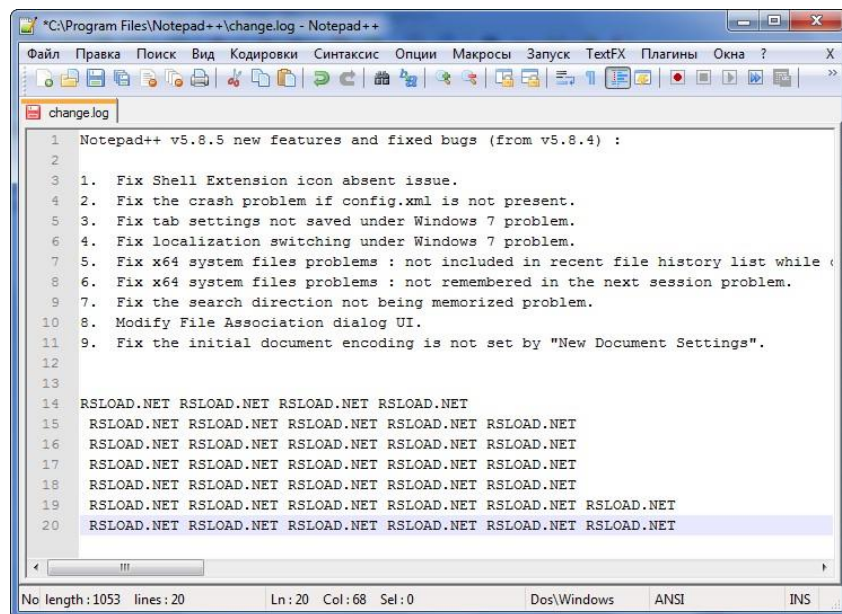 *C:\Program Files\Notepad++\change.log - Notepad++
Файл Правка Поиск Вид Кодировки Синтаксис Опции Макросы Запуск TextFX Плагины Окна ? X
change.log
1 Notepad++ v5.8.5 new features and fixed bugs (from v5.8.4) :
2
3 1. Fix Shell Extension icon absent issue.
4 2. Fix the crash problem if config.xml is not present.
5 3. Fix tab settings not saved under Windows 7 problem.
6 4. Fix localization switching under Windows 7 problem.
7 5. Fix x64 system files problems : not included in recent file history list while
8 6. Fix x64 system files problems : not remembered in the next session problem.
9 7. Fix the search direction not being memorized problem.
10 8. Modify File Association dialog UI.
11 9. Fix the initial document encoding is not set by "New Document Settings".
12
13
14 RSLOAD.NET RSLOAD.NET RSLOAD.NET RSLOAD.NET
15 RSLOAD.NET RSLOAD.NET RSLOAD.NET RSLOAD.NET RSLOAD.NET
16 RSLOAD.NET RSLOAD.NET RSLOAD.NET RSLOAD.NET RSLOAD.NET
17 RSLOAD.NET RSLOAD.NET RSLOAD.NET RSLOAD.NET RSLOAD.NET
18 RSLOAD.NET RSLOAD.NET RSLOAD.NET RSLOAD.NET RSLOAD.NET
19 RSLOAD.NET RSLOAD.NET RSLOAD.NET RSLOAD.NET RSLOAD.NET RSLOAD.NET
20 RSLOAD.NET RSLOAD.NET RSLOAD.NET RSLOAD.NET RSLOAD.NET RSLOAD.NET
No length : 1053 lines : 20 Ln : 20 Col : 68 Sel : 0 Dos\Windows ANSI INS